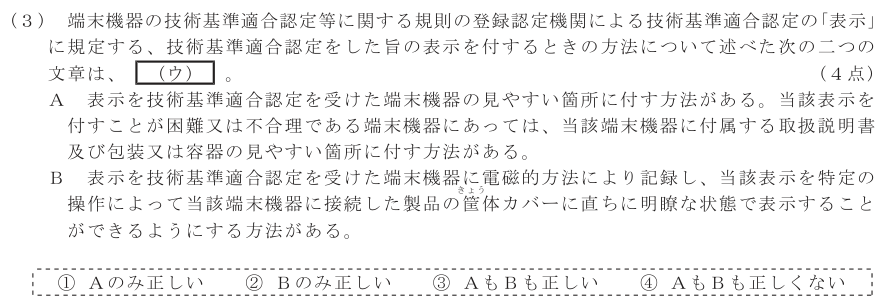 (３) 端末機器の技術基準適合認定等に関する規則の登録認定機関による技術基準適合認定の「表示」
に規定する、技術基準適合認定をした旨の表示を付するときの方法について述べた次の二つの
文章は、 (ウ) 。 (４点)
Ａ 表示を技術基準適合認定を受けた端末機器の見やすい箇所に付す方法がある。当該表示を
付すことが困難又は不合理である端末機器にあっては、当該端末機器に付属する取扱説明書
及び包装又は容器の見やすい箇所に付す方法がある。
Ｂ 表示を技術基準適合認定を受けた端末機器に電磁的方法により記録し、当該表示を特定の
きょう
操作によって当該端末機器に接続した製品の筐体カバーに直ちに明瞭な状態で表示すること
ができるようにする方法がある。
① Ａのみ正しい ② Ｂのみ正しい ③ ＡもＢも正しい ④ ＡもＢも正しくない